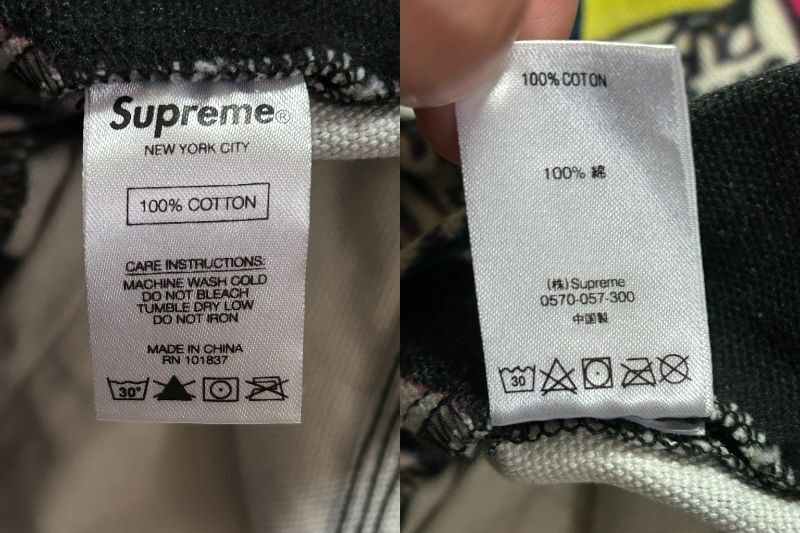 Supreme®
NEW YORK CITY
100% COTTON
CARE INSTRUCTIONS:
MACHINE WASH COLD
DO NOT BLEACH
TUMBLE DRY LOW
DO NOT IRON
MADE IN CHINA
RN 101837
30°
100% COTON
100% 綿
(株)Supreme
0570-057-300
中国製
30